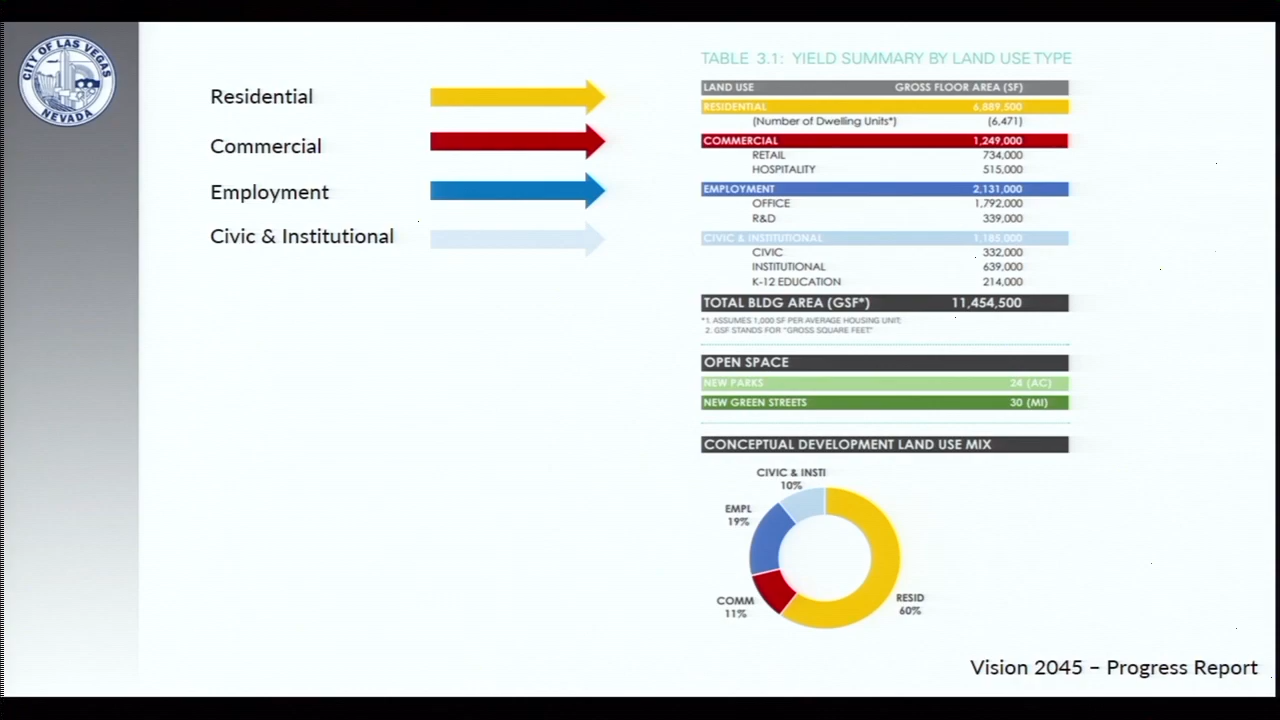 CITY OF LAS VEGAS
NEVADA
Residential
Commercial
Employment
Civic & Institutional
TABLE 3.1: YIELD SUMMARY BY LAND USE TYPE
LAND USE GROSS FLOOR AREA (SF)
RESIDENTIAL 6,889,500
(Number of Dwelling Units*) (6,471)
COMMERCIAL 1,249,000
RETAIL 734,000
HOSPITALITY 515,000
EMPLOYMENT 2,131,000
OFFICE 1,792,000
R&D 339,000
CIVIC & INSTITUTIONAL 1,185,000
CIVIC 332,000
INSTITUTIONAL 639,000
K-12 EDUCATION 214,000
TOTAL BLDG AREA (GSF*) 11,454,500
*1. ASSUMES 1,000 SF PER AVERAGE HOUSING UNIT;
2. GSF STANDS FOR "GROSS SQUARE FEET"
OPEN SPACE
NEW PARKS 24 (AC)
NEW GREEN STREETS 30 (MI)
CONCEPTUAL DEVELOPMENT LAND USE MIX
CIVIC & INSTI
10%
EMPL
19%
COMM
11%
RESID
60%
Vision 2045 – Progress Report